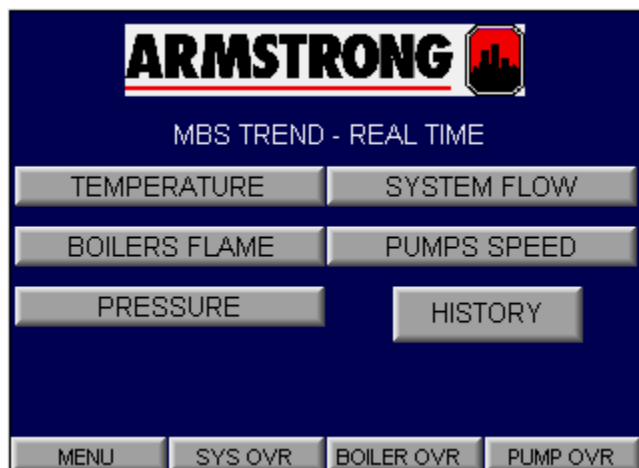 ARMSTRONG
MBS TREND - REAL TIME
TEMPERATURE SYSTEM FLOW
BOILERS FLAME PUMPS SPEED
PRESSURE HISTORY
MENU SYS OVR BOILER OVR PUMP OVR